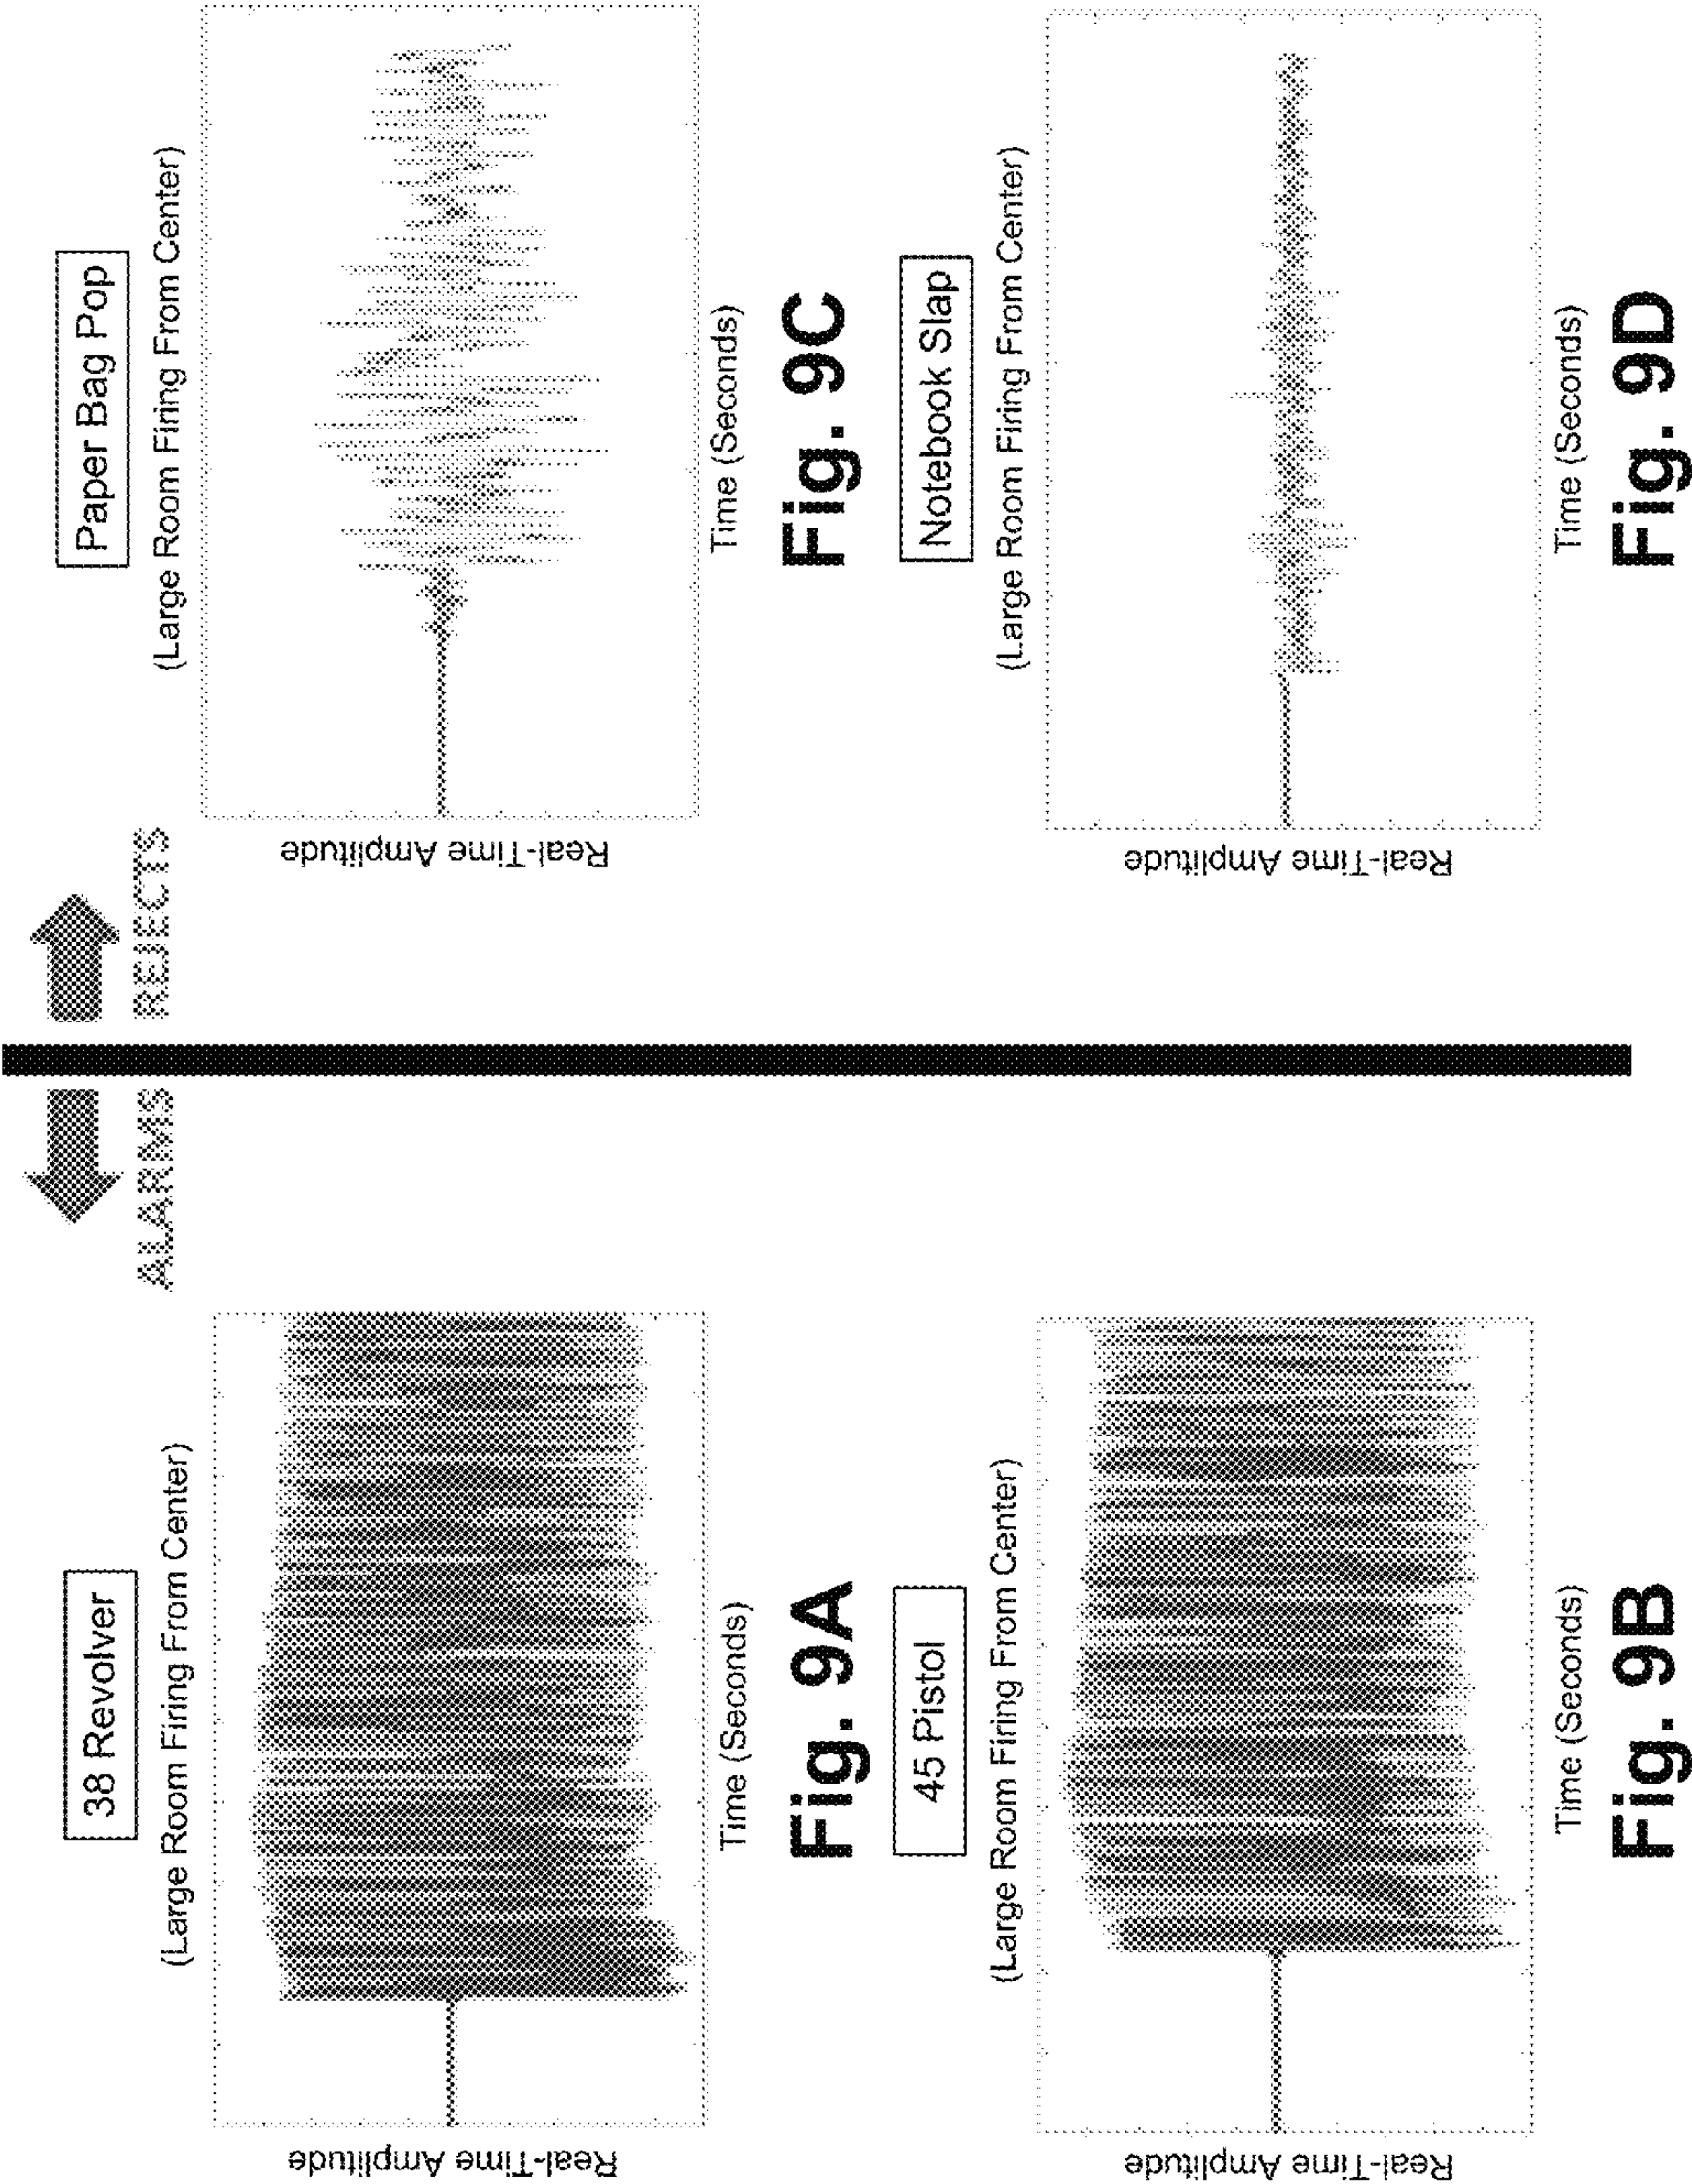 ALARMS
REJECTS
38 Revolver
(Large Room Firing From Center)
Real-Time Amplitude
Time (Seconds)
Fig. 9A
45 Pistol
(Large Room Firing From Center)
Real-Time Amplitude
Time (Seconds)
Fig. 9B
Paper Bag Pop
(Large Room Firing From Center)
Real-Time Amplitude
Time (Seconds)
Fig. 9C
Notebook Slap
(Large Room Firing From Center)
Real-Time Amplitude
Time (Seconds)
Fig. 9D